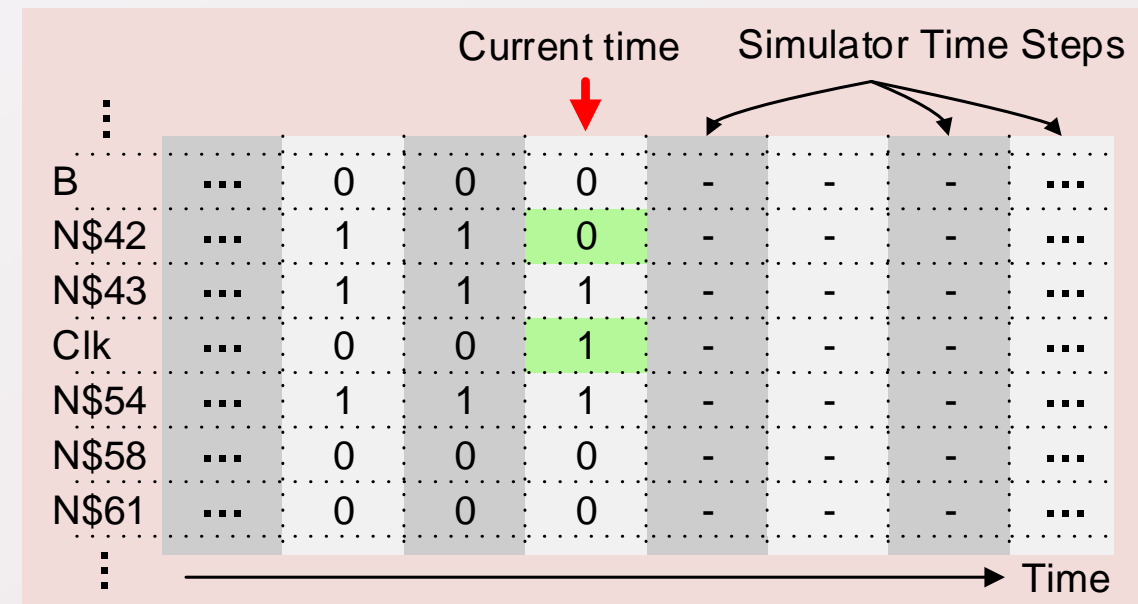 Current time Simulator Time Steps
⋮
B ... 0 0 0 - - - ...
N$42 ... 1 1 0 - - - ...
N$43 ... 1 1 1 - - - ...
Clk ... 0 0 1 - - - ...
N$54 ... 1 1 1 - - - ...
N$58 ... 0 0 0 - - - ...
N$61 ... 0 0 0 - - - ...
⋮
Time